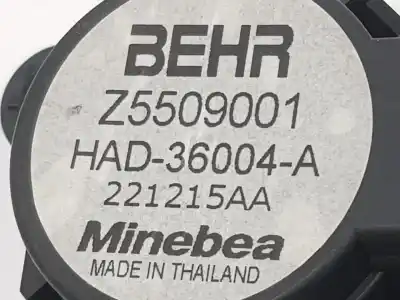 BEHR
Z5509001
HAD-36004-A
221215AA
Minebea
MADE IN THAILAND